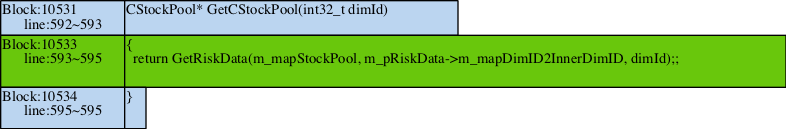 Block:10531 CStockPool* GetCStockPool(int32_t dimId)
line:592~593
Block:10533 {
line:593~595 return GetRiskData(m_mapStockPool, m_pRiskData->m_mapDimID2InnerDimID, dimId);;
Block:10534 }
line:595~595